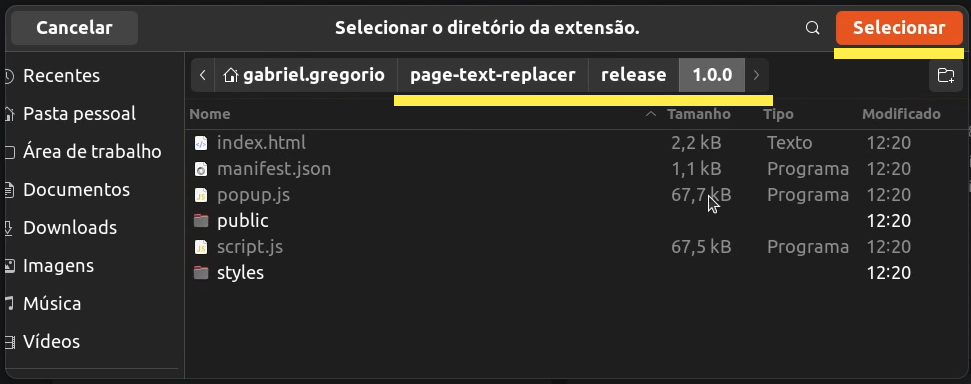 Cancelar Selecionar o diretório da extensão. Selecionar
gabriel.gregorio page-text-replacer release 1.0.0
Recentes
Pasta pessoal
Área de trabalho
Documentos
Downloads
Imagens
Música
Vídeos
Nome Tamanho Tipo Modificado
index.html 2,2 kB Texto 12:20
manifest.json 1,1 kB Programa 12:20
popup.js 67,7 kB Programa 12:20
public 12:20
script.js 67,5 kB Programa 12:20
styles 12:20